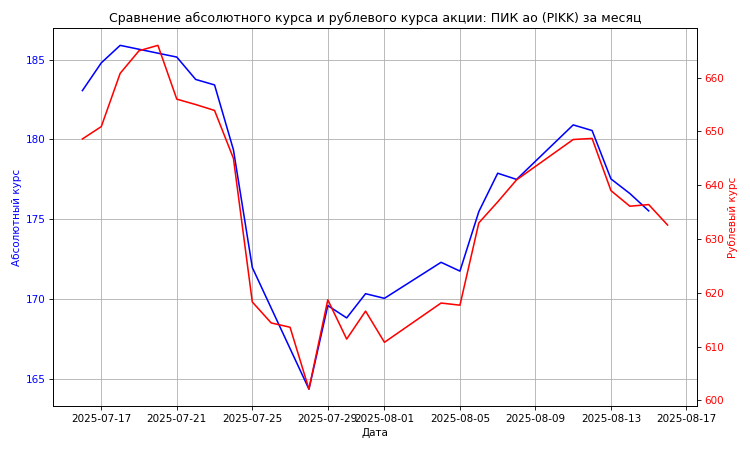 Сравнение абсолютного курса и рублевого курса акции: ПИК ао (PIKK) за месяц
185
180
175
170
165
Абсолютный курс
660
650
640
630
620
610
600
Рублевый курс
2025-07-17 2025-07-21 2025-07-25 2025-07-29 2025-08-01 2025-08-05 2025-08-09 2025-08-13 2025-08-17
Дата